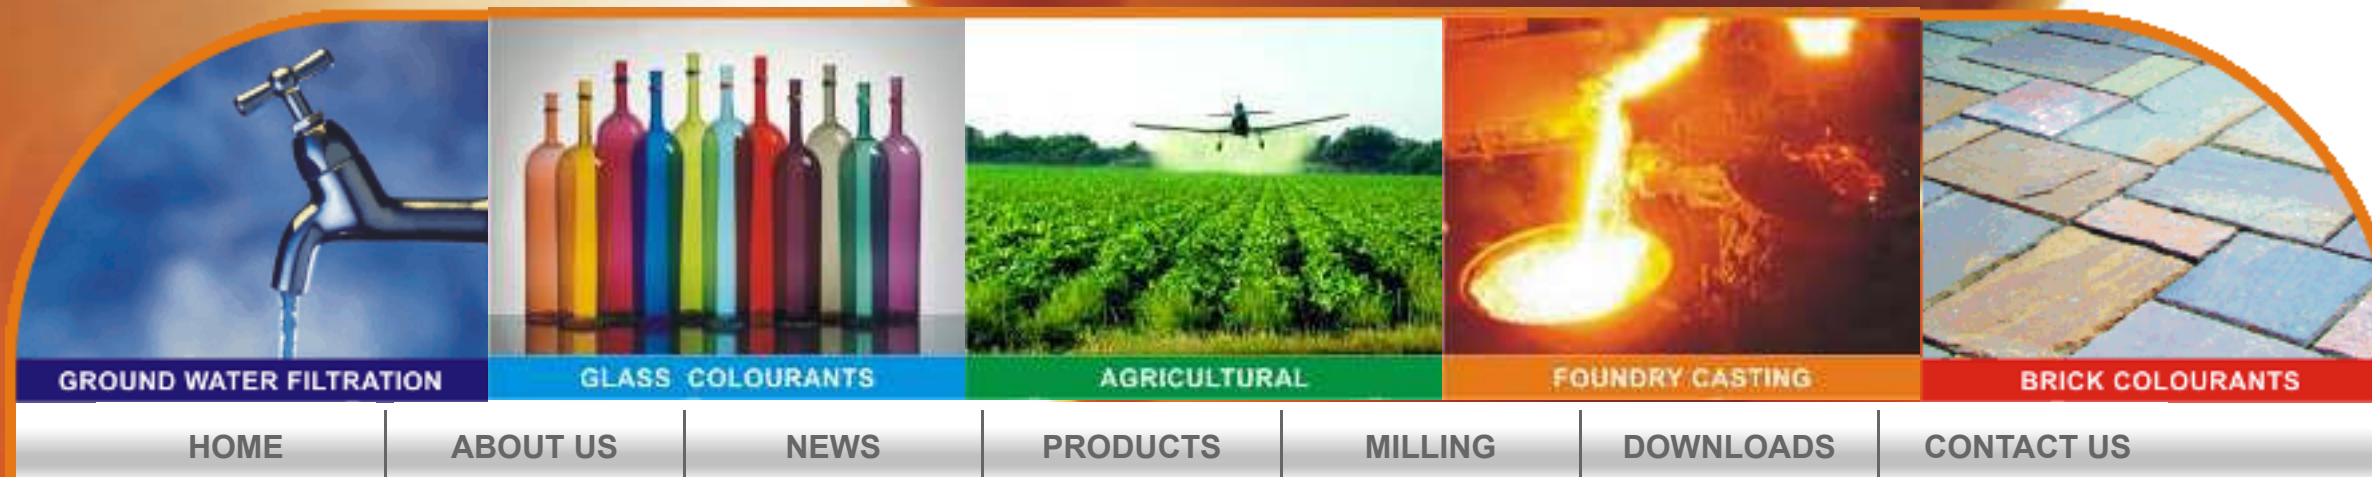 GROUND WATER FILTRATION
GLASS COLOURANTS
AGRICULTURAL
FOUNDRY CASTING
BRICK COLOURANTS
HOME
ABOUT US
NEWS
PRODUCTS
MILLING
DOWNLOADS
CONTACT US